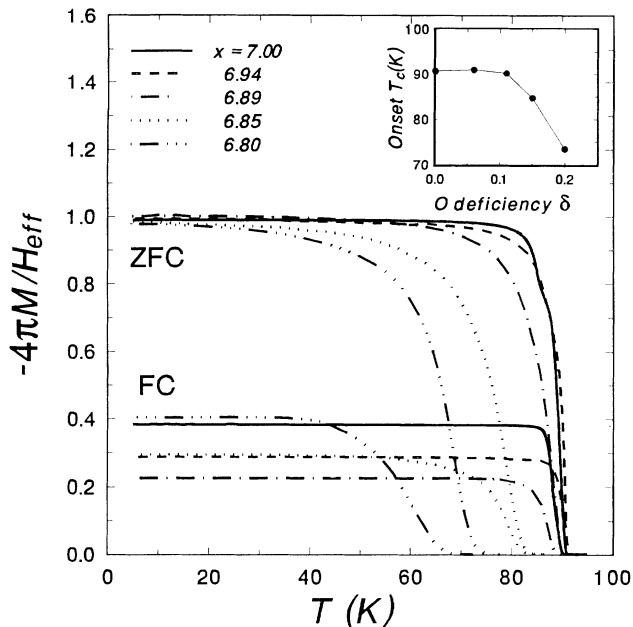 1.6
1.4
1.2
1.0
0.8
0.6
0.4
0.2
0.0
-4πM/H_eff
x = 7.00
6.94
6.89
6.85
6.80
100
90
80
70
Onset T_c(K)
0.0 0.1 0.2
O deficiency δ
ZFC
FC
0 20 40 60 80 100
T (K)